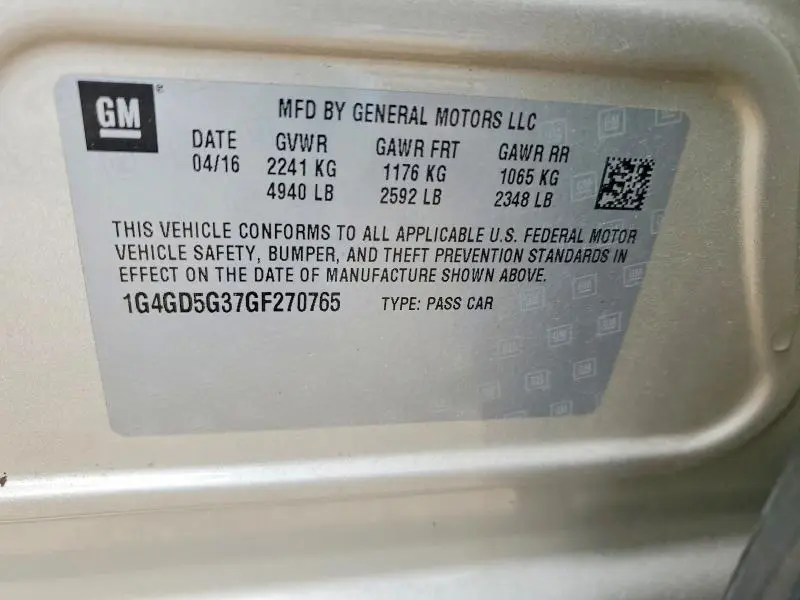 GM
MFD BY GENERAL MOTORS LLC
DATE GVWR GAWR FRT GAWR RR
04/16 2241 KG 1176 KG 1065 KG
4940 LB 2592 LB 2348 LB
THIS VEHICLE CONFORMS TO ALL APPLICABLE U.S. FEDERAL MOTOR
VEHICLE SAFETY, BUMPER, AND THEFT PREVENTION STANDARDS IN
EFFECT ON THE DATE OF MANUFACTURE SHOWN ABOVE.
1G4GD5G37GF270765 TYPE: PASS CAR